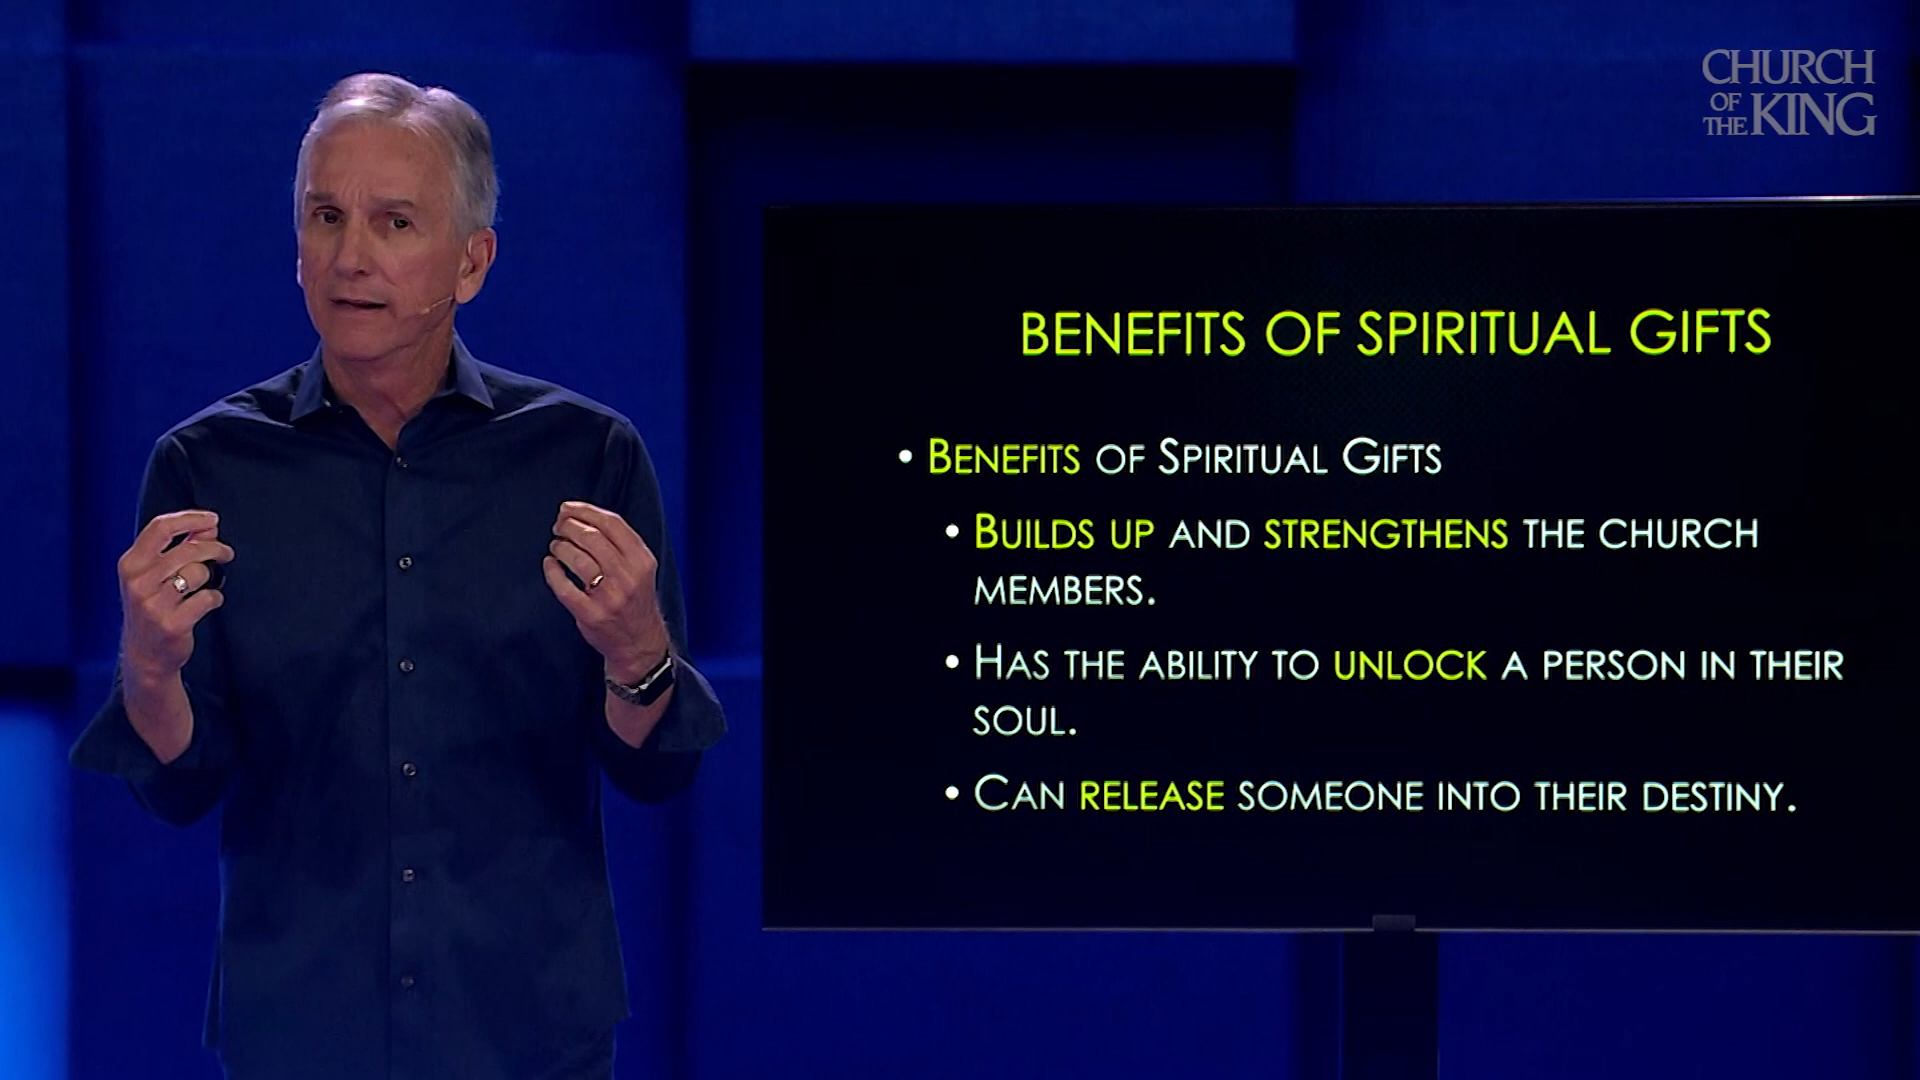 CHURCH
OF
THE KING
BENEFITS OF SPIRITUAL GIFTS
• BENEFITS OF SPIRITUAL GIFTS
• BUILDS UP AND STRENGTHENS THE CHURCH
MEMBERS.
• HAS THE ABILITY TO UNLOCK A PERSON IN THEIR
SOUL.
• CAN RELEASE SOMEONE INTO THEIR DESTINY.